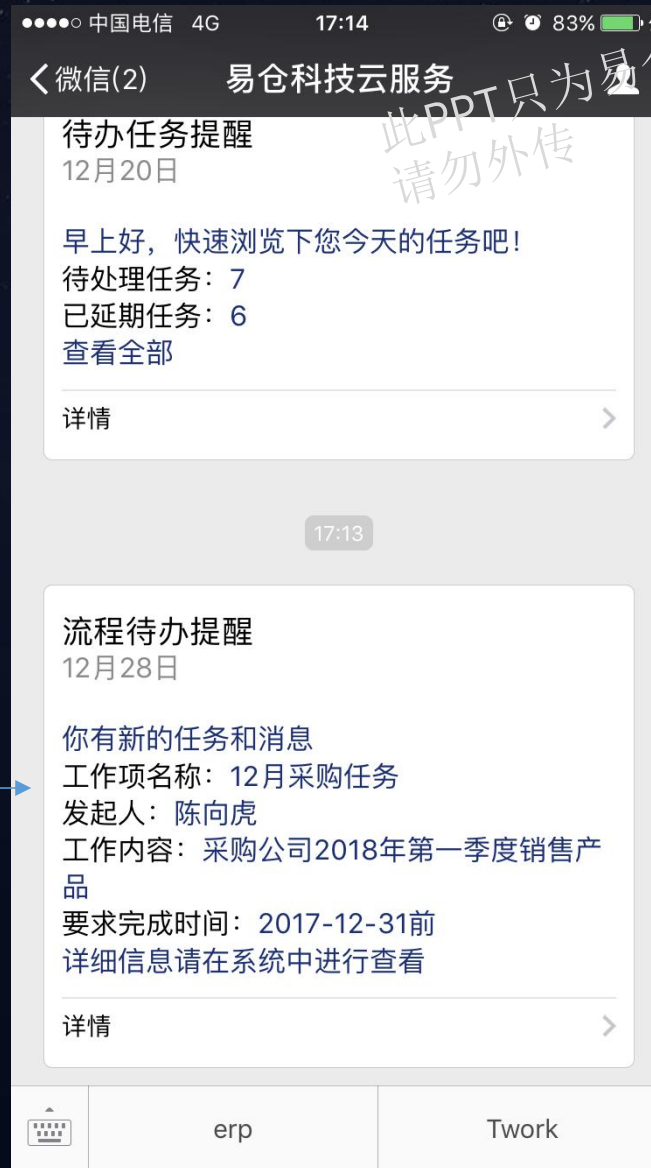 中国电信 4G 17:14 83%
微信(2) 易仓科技云服务
此PPT只为易
请勿外传
待办任务提醒
12月20日
早上好，快速浏览下您今天的任务吧！
待处理任务：7
已延期任务：6
查看全部
详情
17:13
流程待办提醒
12月28日
你有新的任务和消息
工作项名称：12月采购任务
发起人：陈向虎
工作内容：采购公司2018年第一季度销售产
品
要求完成时间：2017-12-31前
详细信息请在系统中进行查看
详情
erp Twork